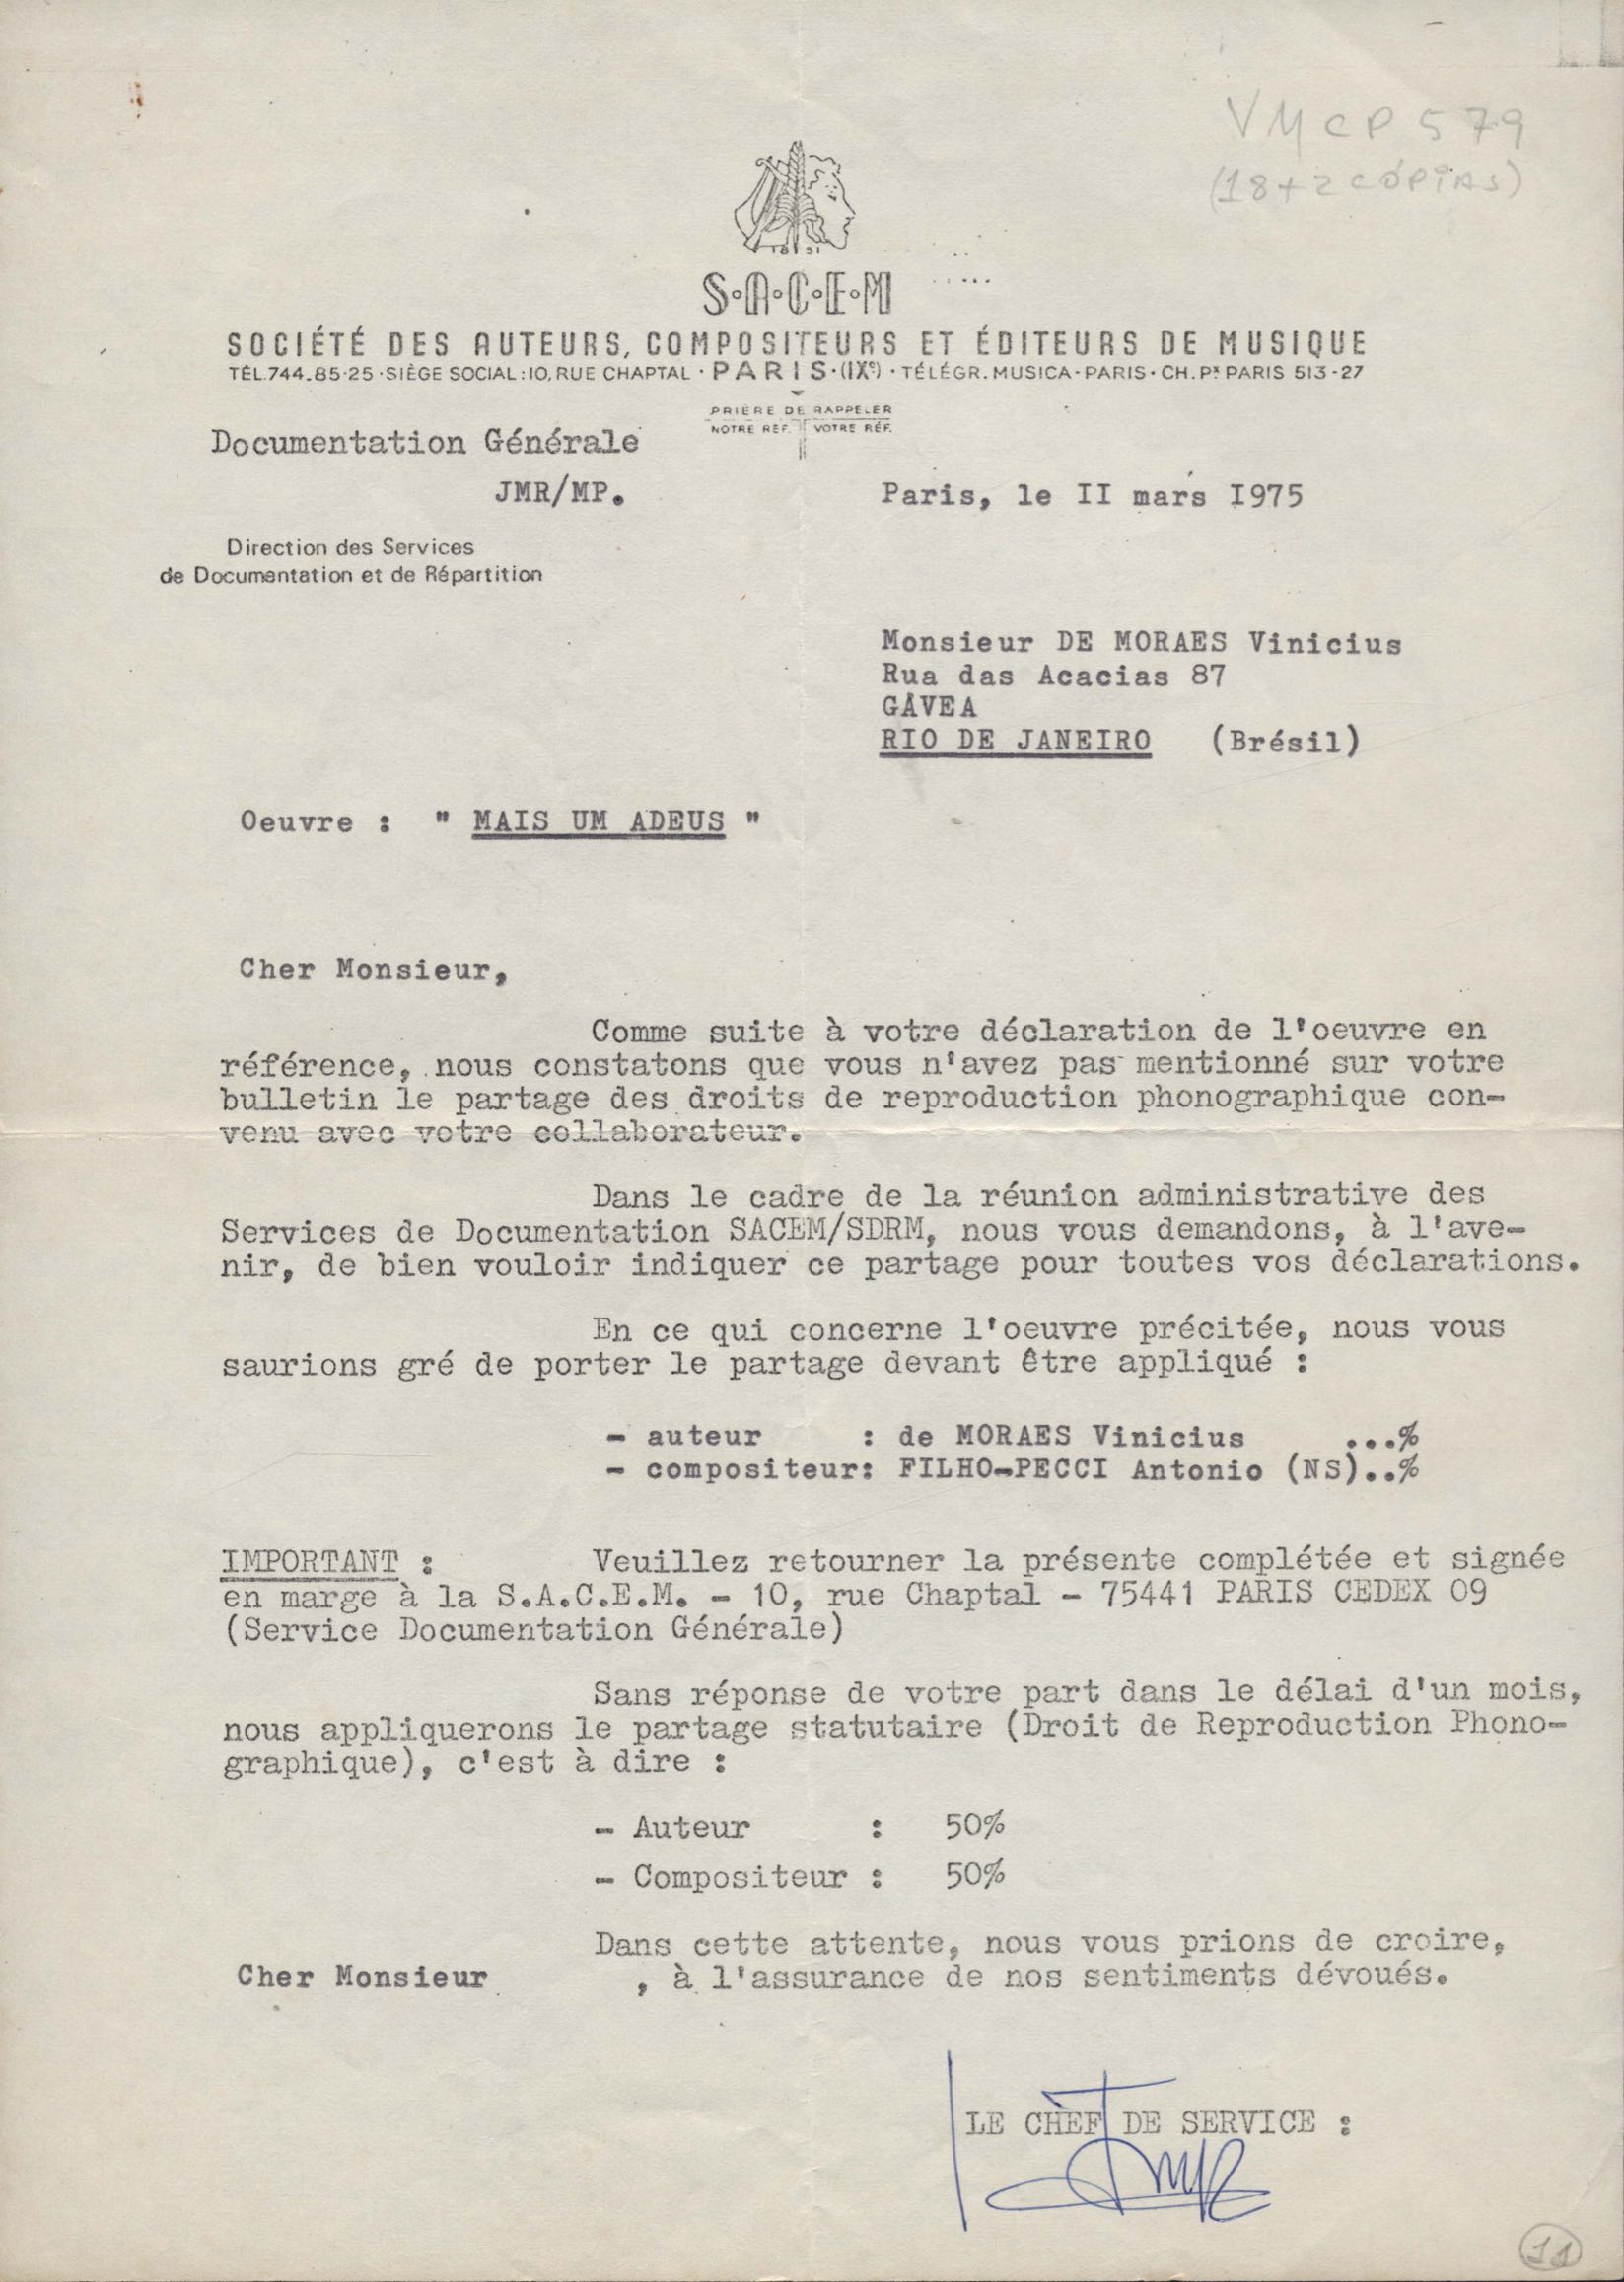 VMCP 579
(18+2 CÓPIAS)
1851
S•A•C•E•M
SOCIÉTÉ DES AUTEURS, COMPOSITEURS ET ÉDITEURS DE MUSIQUE
TÉL.744.85-25 • SIÈGE SOCIAL : 10, RUE CHAPTAL • PARIS • (IXe) • TÉLÉGR. MUSICA - PARIS • CH. Px PARIS 513-27
PRIÈRE DE RAPPELER
NOTRE RÉF. VOTRE RÉF.
Documentation Générale
JMR/MP.
Paris, le II mars I975
Direction des Services
de Documentation et de Répartition
Monsieur DE MORAES Vinicius
Rua das Acacias 87
GÁVEA
RIO DE JANEIRO (Brésil)
Oeuvre : " MAIS UM ADEUS "
Cher Monsieur,
Comme suite à votre déclaration de l'oeuvre en
référence, nous constatons que vous n'avez pas mentionné sur votre
bulletin le partage des droits de reproduction phonographique con-
venu avec votre collaborateur.
Dans le cadre de la réunion administrative des
Services de Documentation SACEM/SDRM, nous vous demandons, à l'ave-
nir, de bien vouloir indiquer ce partage pour toutes vos déclarations.
En ce qui concerne l'oeuvre précitée, nous vous
saurions gré de porter le partage devant être appliqué :
- auteur : de MORAES Vinicius ...%
- compositeur: FILHO-PECCI Antonio (NS)..%
IMPORTANT : Veuillez retourner la présente complétée et signée
en marge à la S.A.C.E.M. - 10, rue Chaptal - 75441 PARIS CEDEX 09
(Service Documentation Générale)
Sans réponse de votre part dans le délai d'un mois,
nous appliquerons le partage statutaire (Droit de Reproduction Phono-
graphique), c'est à dire :
- Auteur : 50%
- Compositeur : 50%
Dans cette attente, nous vous prions de croire,
Cher Monsieur , à l'assurance de nos sentiments dévoués.
LE CHEF DE SERVICE :
11